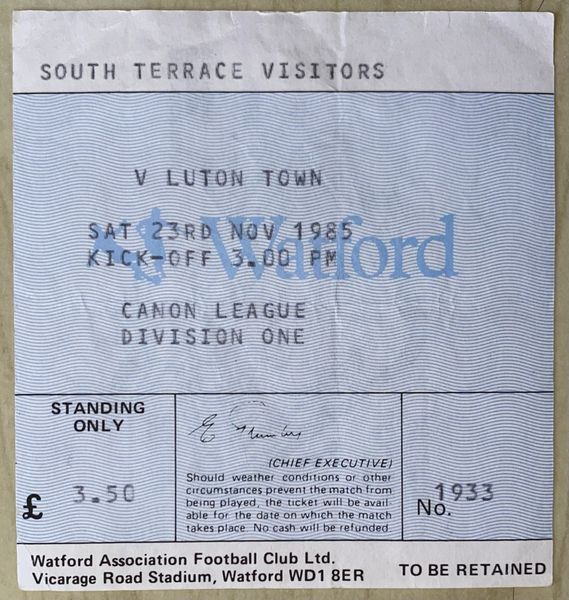 SOUTH TERRACE VISITORS
V LUTON TOWN
Watford
SAT 23RD NOV 1985
KICK-OFF 3.00 PM
CANON LEAGUE
DIVISION ONE
STANDING
ONLY
£ 3.50
(CHIEF EXECUTIVE)
Should weather conditions or other
circumstances prevent the match from
being played, the ticket will be avail-
able for the date on which the match
takes place. No cash will be refunded.
No. 1933
Watford Association Football Club Ltd.
Vicarage Road Stadium, Watford WD1 8ER
TO BE RETAINED